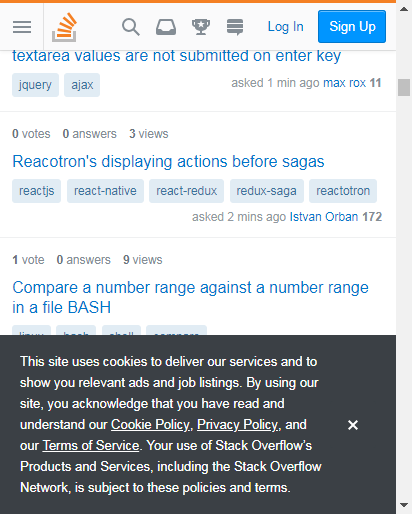 Log In Sign Up
textarea values are not submitted on enter key
jquery ajax
asked 1 min ago max rox 11
0 votes 0 answers 3 views
Reacotron's displaying actions before sagas
reactjs react-native react-redux redux-saga reactotron
asked 2 mins ago Istvan Orban 172
1 vote 0 answers 9 views
Compare a number range against a number range
in a file BASH
linux bash shell compare
This site uses cookies to deliver our services and to
show you relevant ads and job listings. By using our
site, you acknowledge that you have read and
understand our Cookie Policy, Privacy Policy, and
our Terms of Service. Your use of Stack Overflow's
Products and Services, including the Stack Overflow
Network, is subject to these policies and terms.